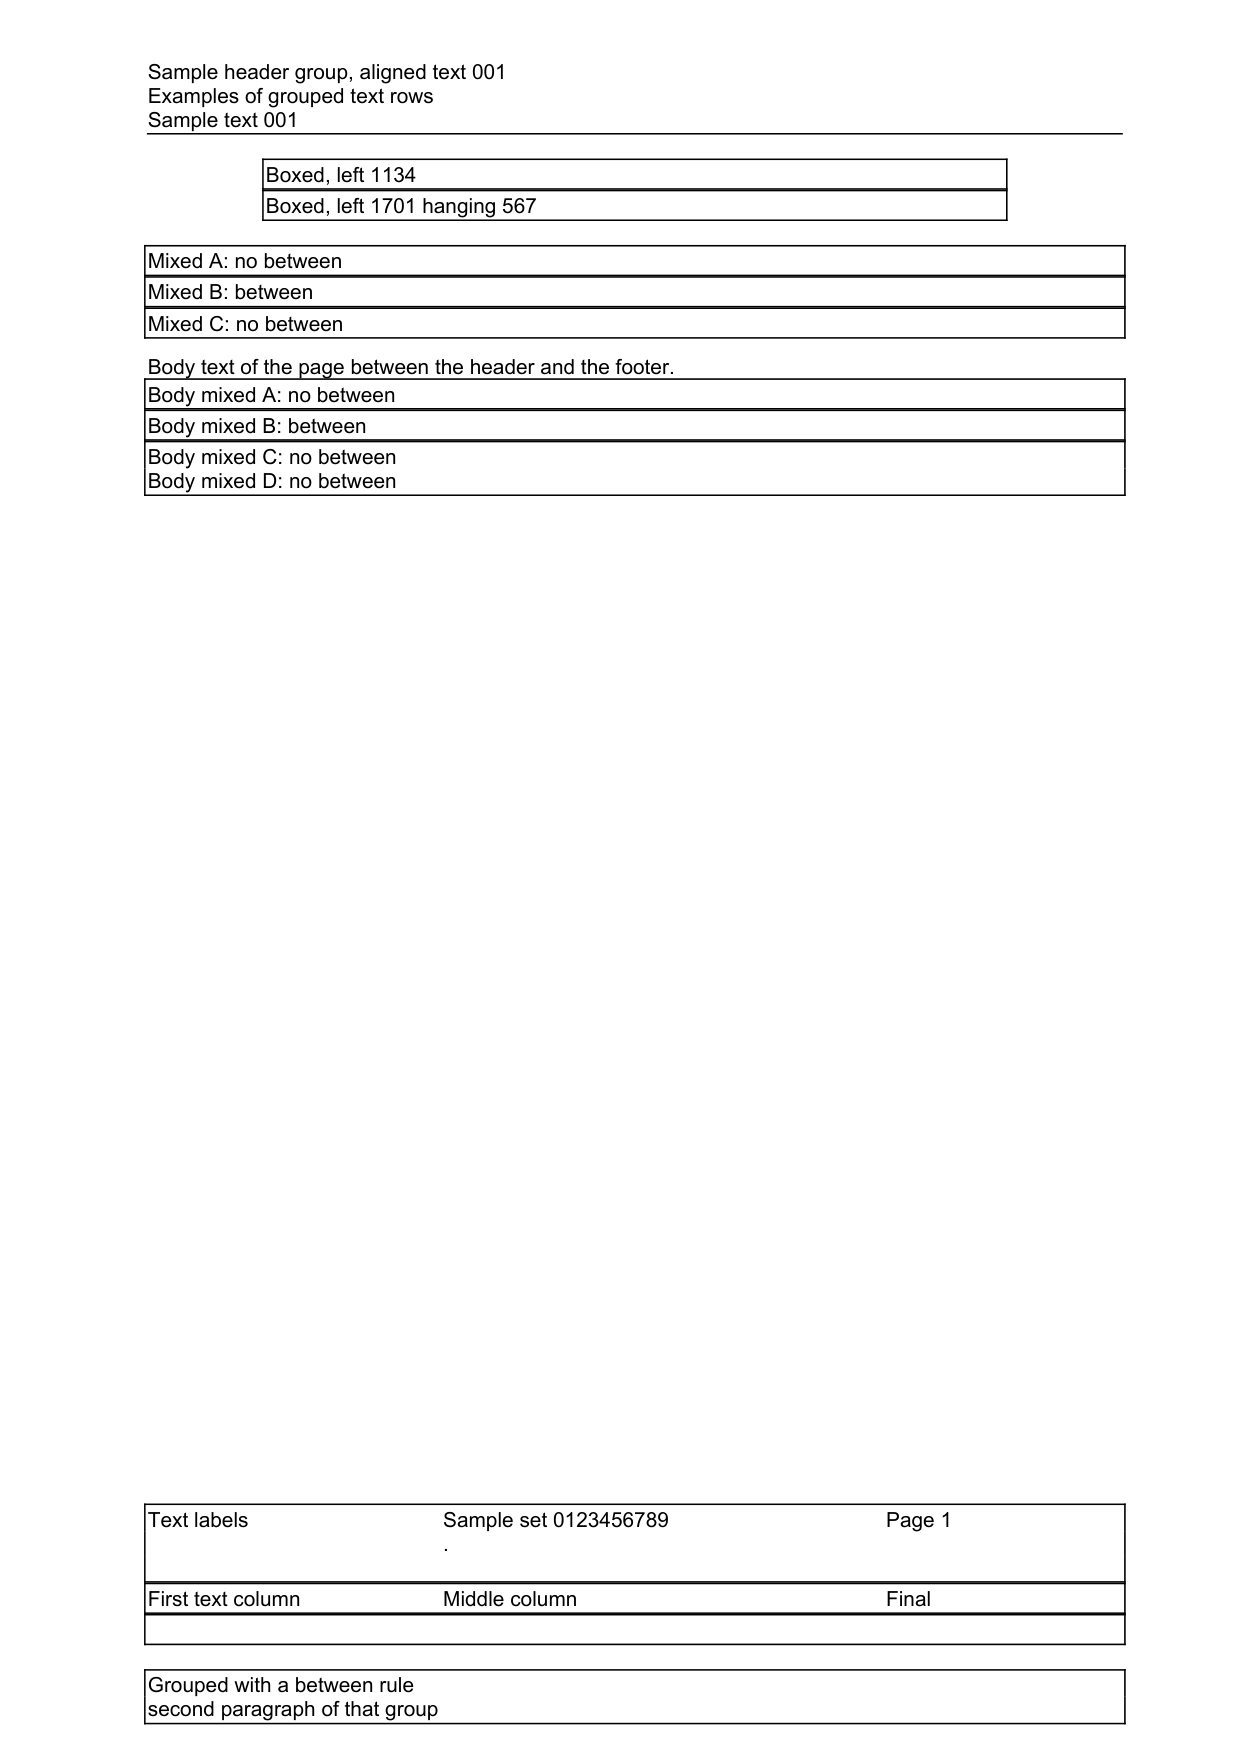 Sample header group, aligned text 001
Examples of grouped text rows
Sample text 001
Boxed, left 1134
Boxed, left 1701 hanging 567
Mixed A: no between
Mixed B: between
Mixed C: no between
Body text of the page between the header and the footer.
Body mixed A: no between
Body mixed B: between
Body mixed C: no between
Body mixed D: no between
Text labels Sample set 0123456789 Page 1
.
First text column Middle column Final
Grouped with a between rule
second paragraph of that group